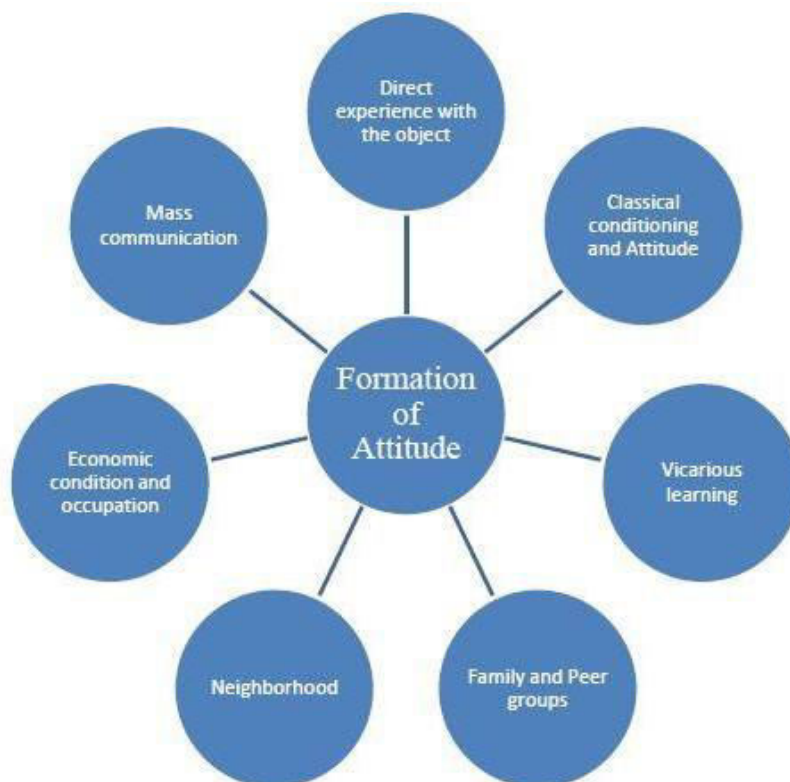 Direct
experience with
the object
Classical
conditioning
and Attitude
Vicarious
learning
Family and Peer
groups
Neighborhood
Economic
condition and
occupation
Mass
communication
Formation
of
Attitude